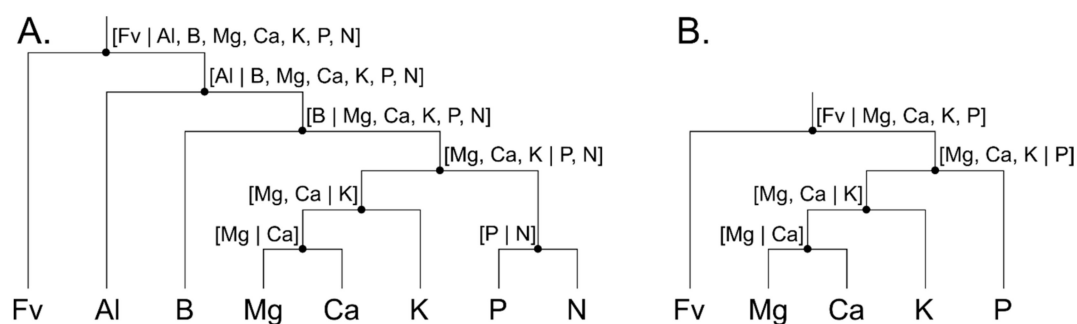 A.
[Fv | Al, B, Mg, Ca, K, P, N]
[Al | B, Mg, Ca, K, P, N]
[B | Mg, Ca, K, P, N]
[Mg, Ca, K | P, N]
[Mg, Ca | K]
[Mg | Ca]
[P | N]
Fv Al B Mg Ca K P N
B.
[Fv | Mg, Ca, K, P]
[Mg, Ca, K | P]
[Mg, Ca | K]
[Mg | Ca]
Fv Mg Ca K P